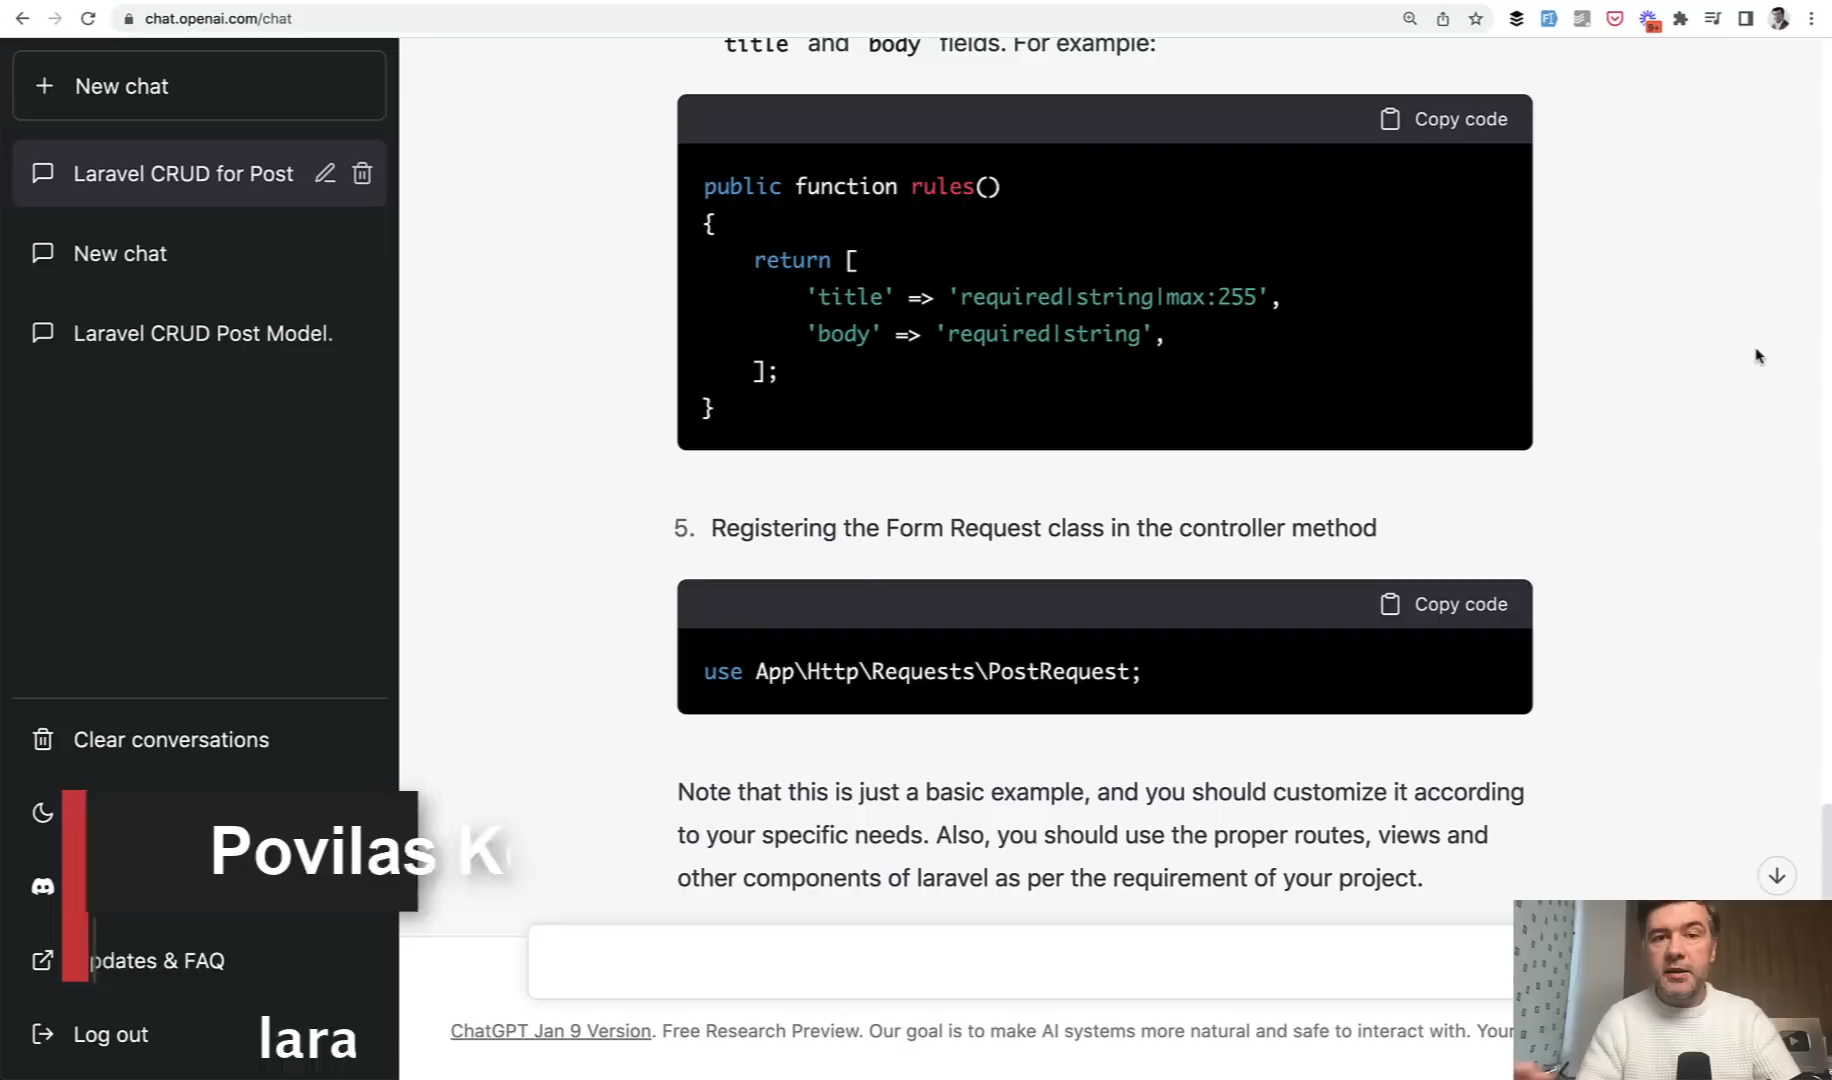 chat.openai.com/chat
9+
New chat
Laravel CRUD for Post
New chat
Laravel CRUD Post Model.
Clear conversations
Povilas K
pdates & FAQ
Log out
lara
title and body fields. For example:
Copy code
public function rules()
{
return [
'title' => 'required|string|max:255',
'body' => 'required|string',
];
}
5. Registering the Form Request class in the controller method
Copy code
use App\Http\Requests\PostRequest;
Note that this is just a basic example, and you should customize it according
to your specific needs. Also, you should use the proper routes, views and
other components of laravel as per the requirement of your project.
ChatGPT Jan 9 Version. Free Research Preview. Our goal is to make AI systems more natural and safe to interact with. Your